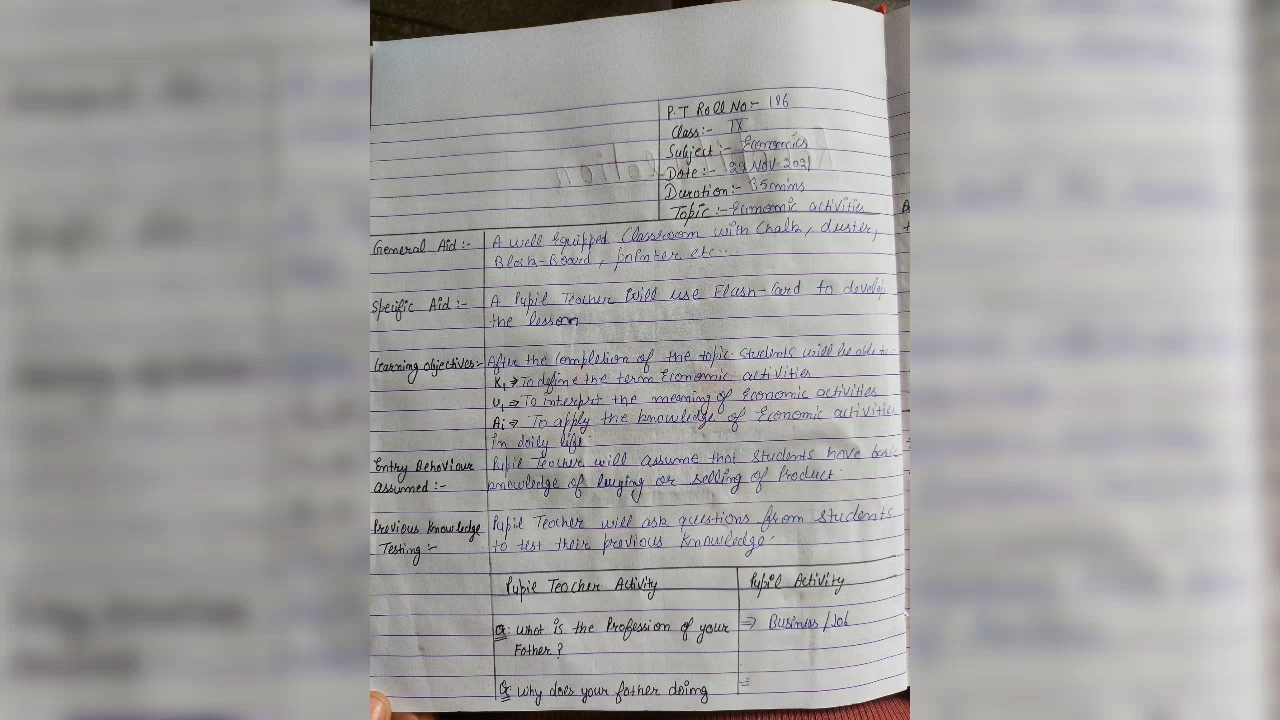 P.T Roll No:- 186
Class:- IX
Subject:- Economics
Date:- 29 NOV-2021
Duration:- 35 mins
Topic:- Economic activities
General Aid:- A well Equipped Classroom with Chalk, duster,
Black-Board, pointer etc...
Specific Aid:- A Pupil Teacher Will use Flash-Card to develop
the lesson
Learning objectives:- After the completion of the topic students will be able to-
K1 → To define the term Economic activities
U1 → To interpret the meaning of Economic activities
A1 → To apply the knowledge of Economic activities
in daily life.
Entry Behaviour Pupil Teacher will assume that students have basic
assumed:- knowledge of buying or selling of Product.
Previous Knowledge Pupil Teacher will ask questions from students
Testing:- to test their previous knowledge.
Pupil Teacher Activity Pupil Activity
Q: What is the Profession of your ⇒ Business/Job
Father?
Q: Why does your father doing =